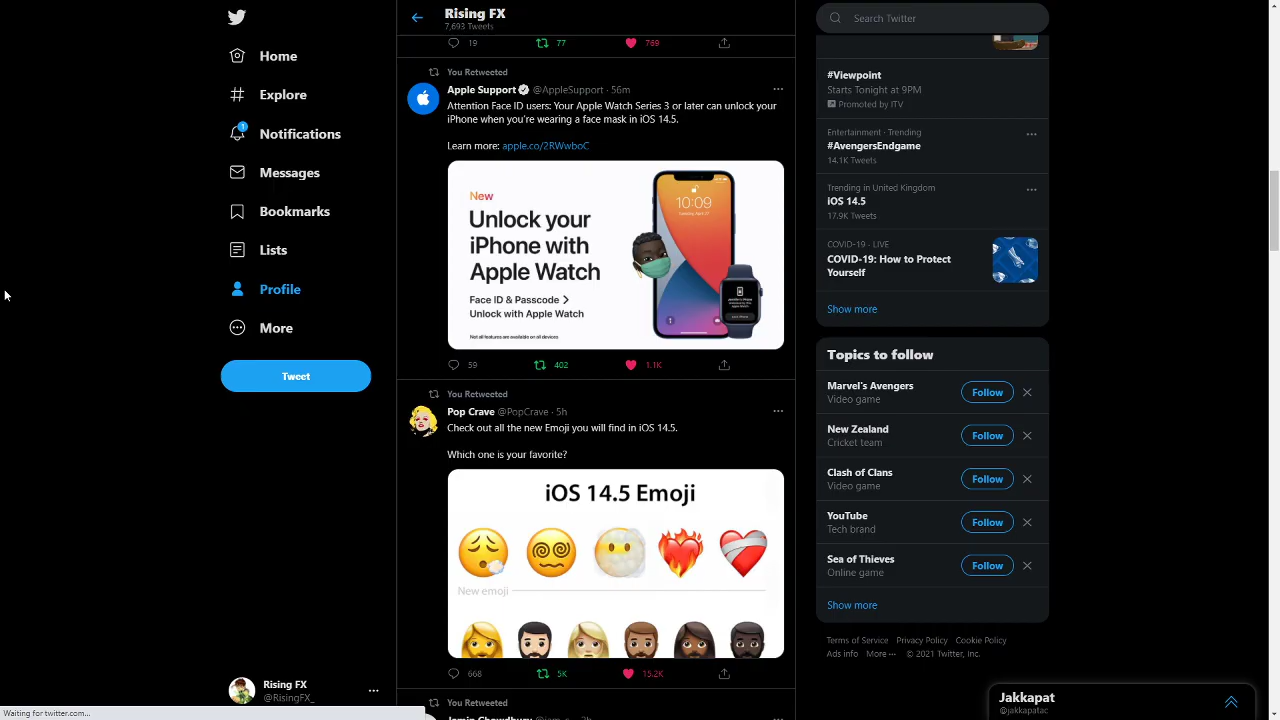 Home
Explore
1
Notifications
Messages
Bookmarks
Lists
Profile
More
Tweet
Rising FX
@RisingFX_
Waiting for twitter.com...
Rising FX
7,693 Tweets
19 77 769
You Retweeted
Apple Support @AppleSupport · 56m
Attention Face ID users: Your Apple Watch Series 3 or later can unlock your
iPhone when you're wearing a face mask in iOS 14.5.
Learn more: apple.co/2RWwboC
New
Unlock your
iPhone with
Apple Watch
Face ID & Passcode
Unlock with Apple Watch
Not all features are available on all devices
10:09
59 402 1.1K
You Retweeted
Pop Crave @PopCrave · 5h
Check out all the new Emoji you will find in iOS 14.5.
Which one is your favorite?
iOS 14.5 Emoji
New emoji
668 5K 15.2K
You Retweeted
Search Twitter
#Viewpoint
Starts Tonight at 9PM
Promoted by ITV
Entertainment · Trending
#AvengersEndgame
14.1K Tweets
Trending in United Kingdom
iOS 14.5
17.9K Tweets
COVID-19 · LIVE
COVID-19: How to Protect
Yourself
Show more
Topics to follow
Marvel's Avengers
Video game
Follow
New Zealand
Cricket team
Follow
Clash of Clans
Video game
Follow
YouTube
Tech brand
Follow
Sea of Thieves
Online game
Follow
Show more
Terms of Service Privacy Policy Cookie Policy
Ads info More ··· © 2021 Twitter, Inc.
Jakkapat
@jakkapatac